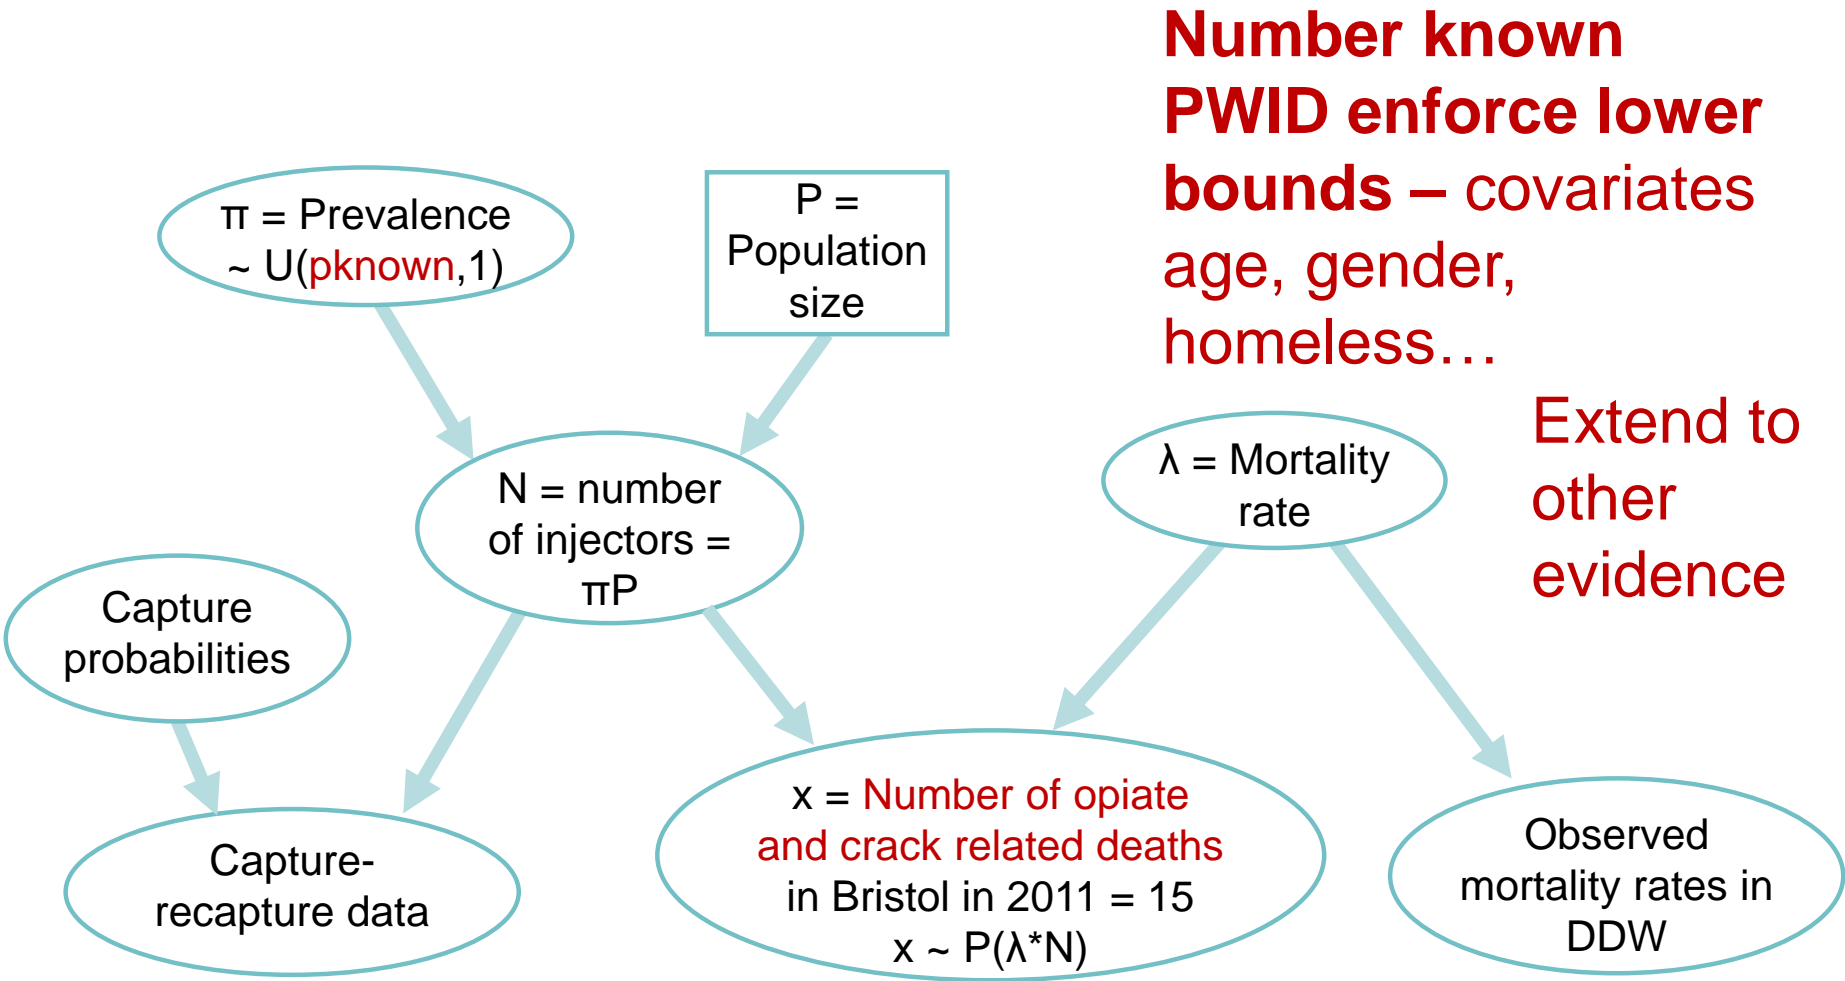 Number known
PWID enforce lower
bounds – covariates
age, gender,
homeless…
π = Prevalence
~ U(pknown,1)
P =
Population
size
Extend to
other
evidence
λ = Mortality
rate
N = number
of injectors =
πP
Capture
probabilities
Capture-
recapture data
x = Number of opiate
and crack related deaths
in Bristol in 2011 = 15
x ~ P(λ*N)
Observed
mortality rates in
DDW